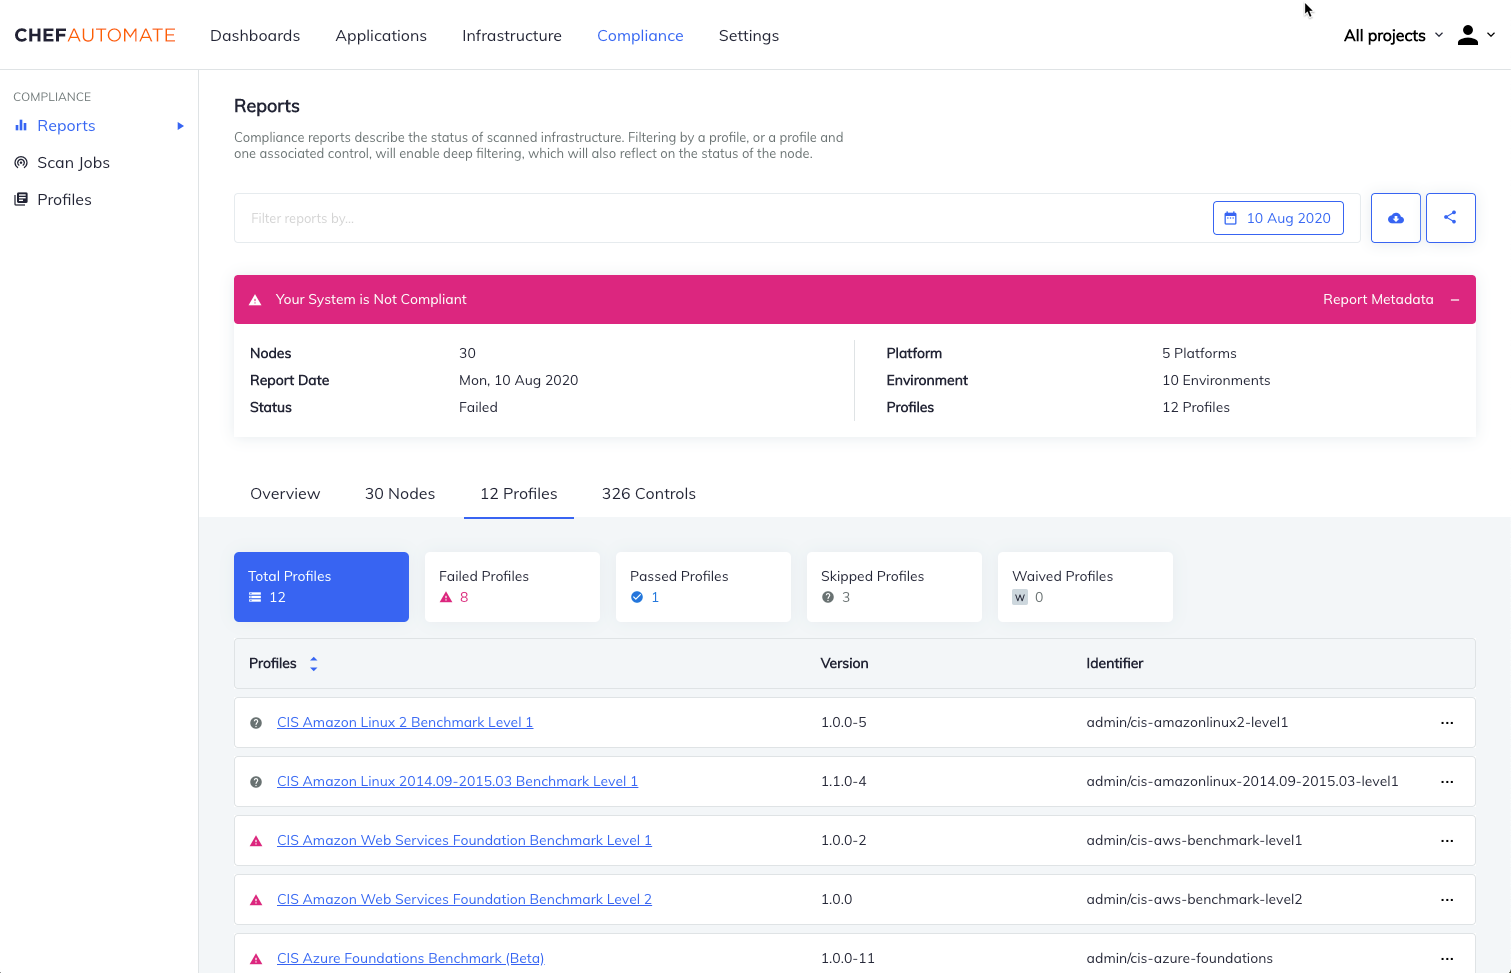 CHEFAUTOMATE Dashboards Applications Infrastructure Compliance Settings All projects
COMPLIANCE
Reports
Scan Jobs
Profiles
Reports
Compliance reports describe the status of scanned infrastructure. Filtering by a profile, or a profile and
one associated control, will enable deep filtering, which will also reflect on the status of the node.
Filter reports by... 10 Aug 2020
Your System is Not Compliant Report Metadata –
Nodes 30 Platform 5 Platforms
Report Date Mon, 10 Aug 2020 Environment 10 Environments
Status Failed Profiles 12 Profiles
Overview 30 Nodes 12 Profiles 326 Controls
Total Profiles Failed Profiles Passed Profiles Skipped Profiles Waived Profiles
12 8 1 3 W 0
Profiles Version Identifier
CIS Amazon Linux 2 Benchmark Level 1 1.0.0-5 admin/cis-amazonlinux2-level1 ...
CIS Amazon Linux 2014.09-2015.03 Benchmark Level 1 1.1.0-4 admin/cis-amazonlinux-2014.09-2015.03-level1 ...
CIS Amazon Web Services Foundation Benchmark Level 1 1.0.0-2 admin/cis-aws-benchmark-level1 ...
CIS Amazon Web Services Foundation Benchmark Level 2 1.0.0 admin/cis-aws-benchmark-level2 ...
CIS Azure Foundations Benchmark (Beta) 1.0.0-11 admin/cis-azure-foundations ...